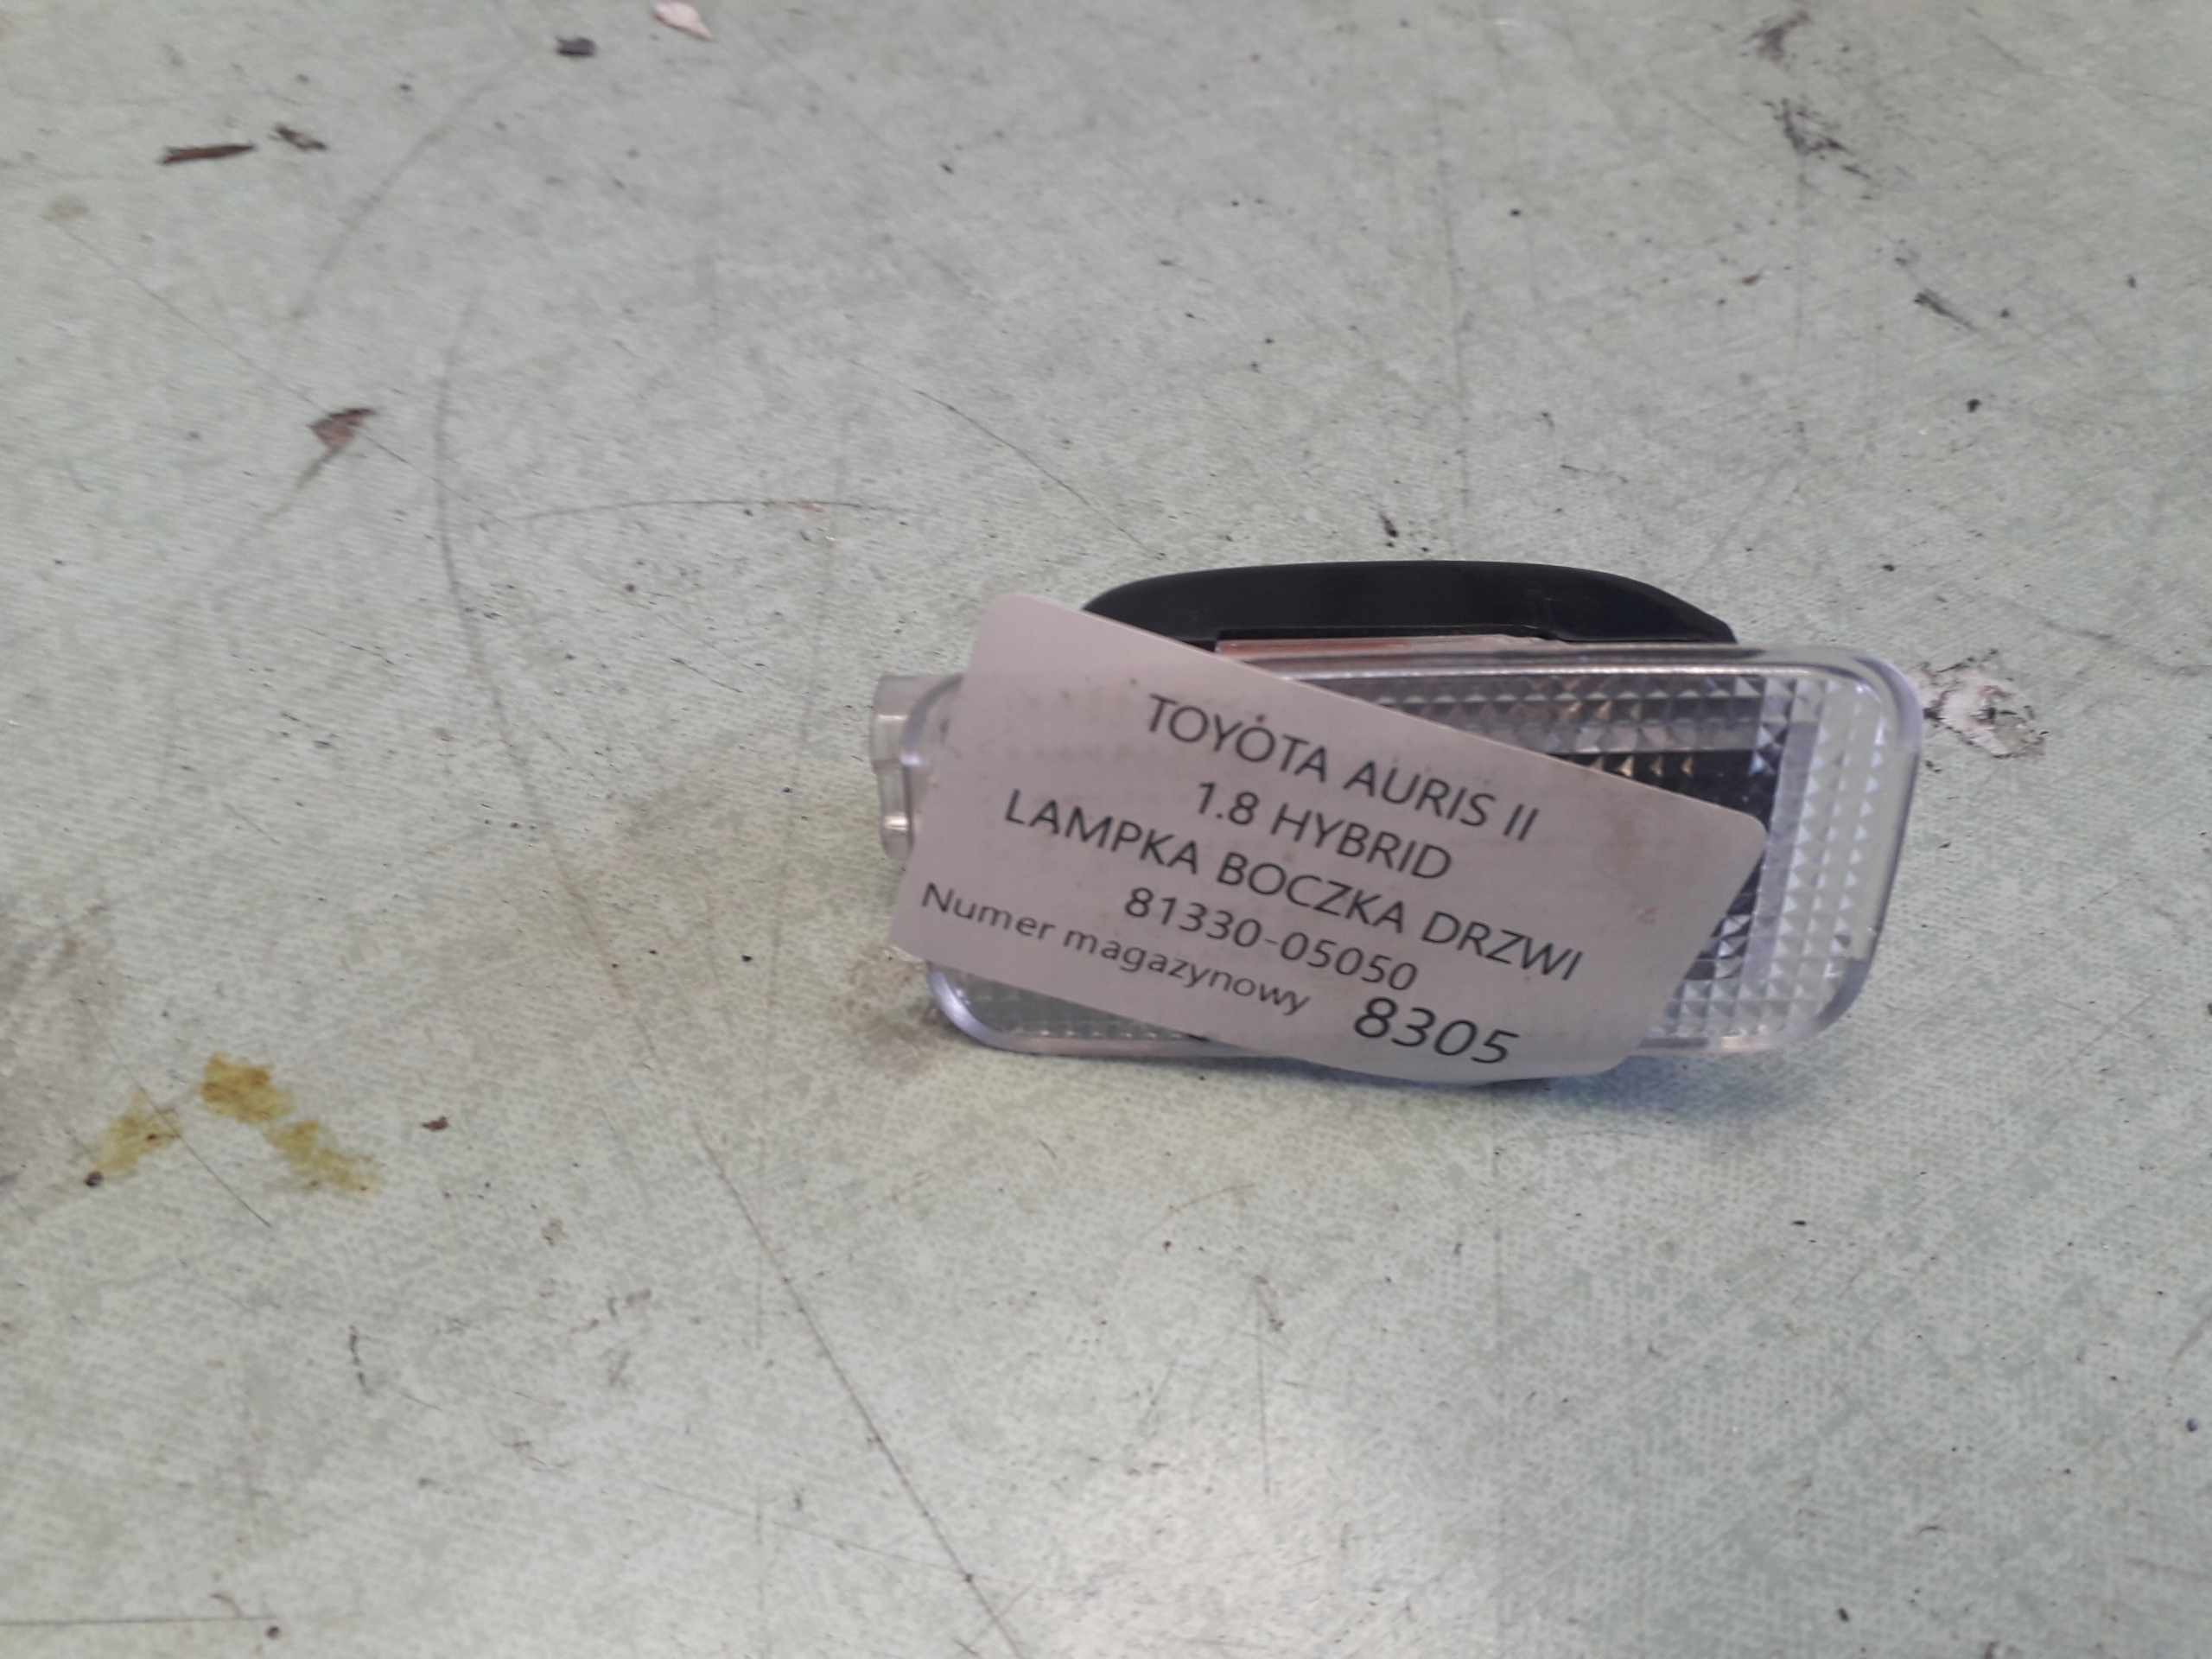 TOYOTA AURIS II
1.8 HYBRID
LAMPKA BOCZKA DRZWI
81330-05050
Numer magazynowy 8305